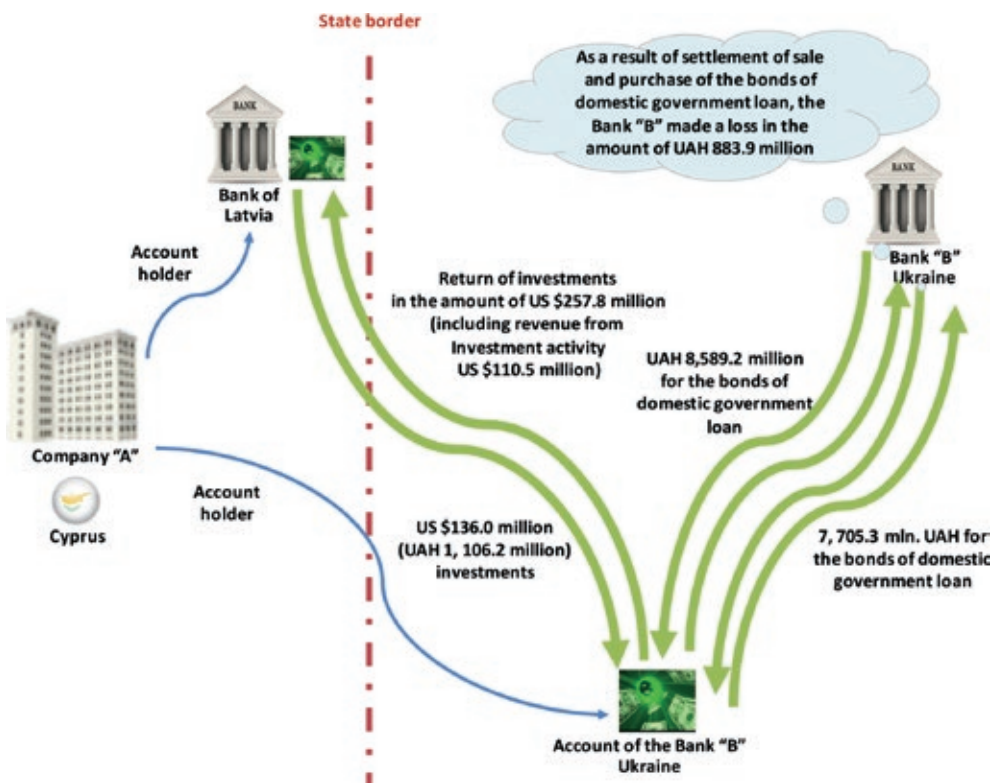 State border
As a result of settlement of sale
and purchase of the bonds of
domestic government loan, the
Bank “B” made a loss in the
amount of UAH 883.9 million
BANK
Bank of
Latvia
BANK
Bank “B”
Ukraine
Account
holder
Return of investments
in the amount of US $257.8 million
(including revenue from
Investment activity
US $110.5 million)
UAH 8,589.2 million
for the bonds of
domestic government
loan
Company “A”
Cyprus
Account
holder
US $136.0 million
(UAH 1, 106.2 million)
investments
7, 705.3 mln. UAH for
the bonds of domestic
government loan
Account of the Bank “B”
Ukraine